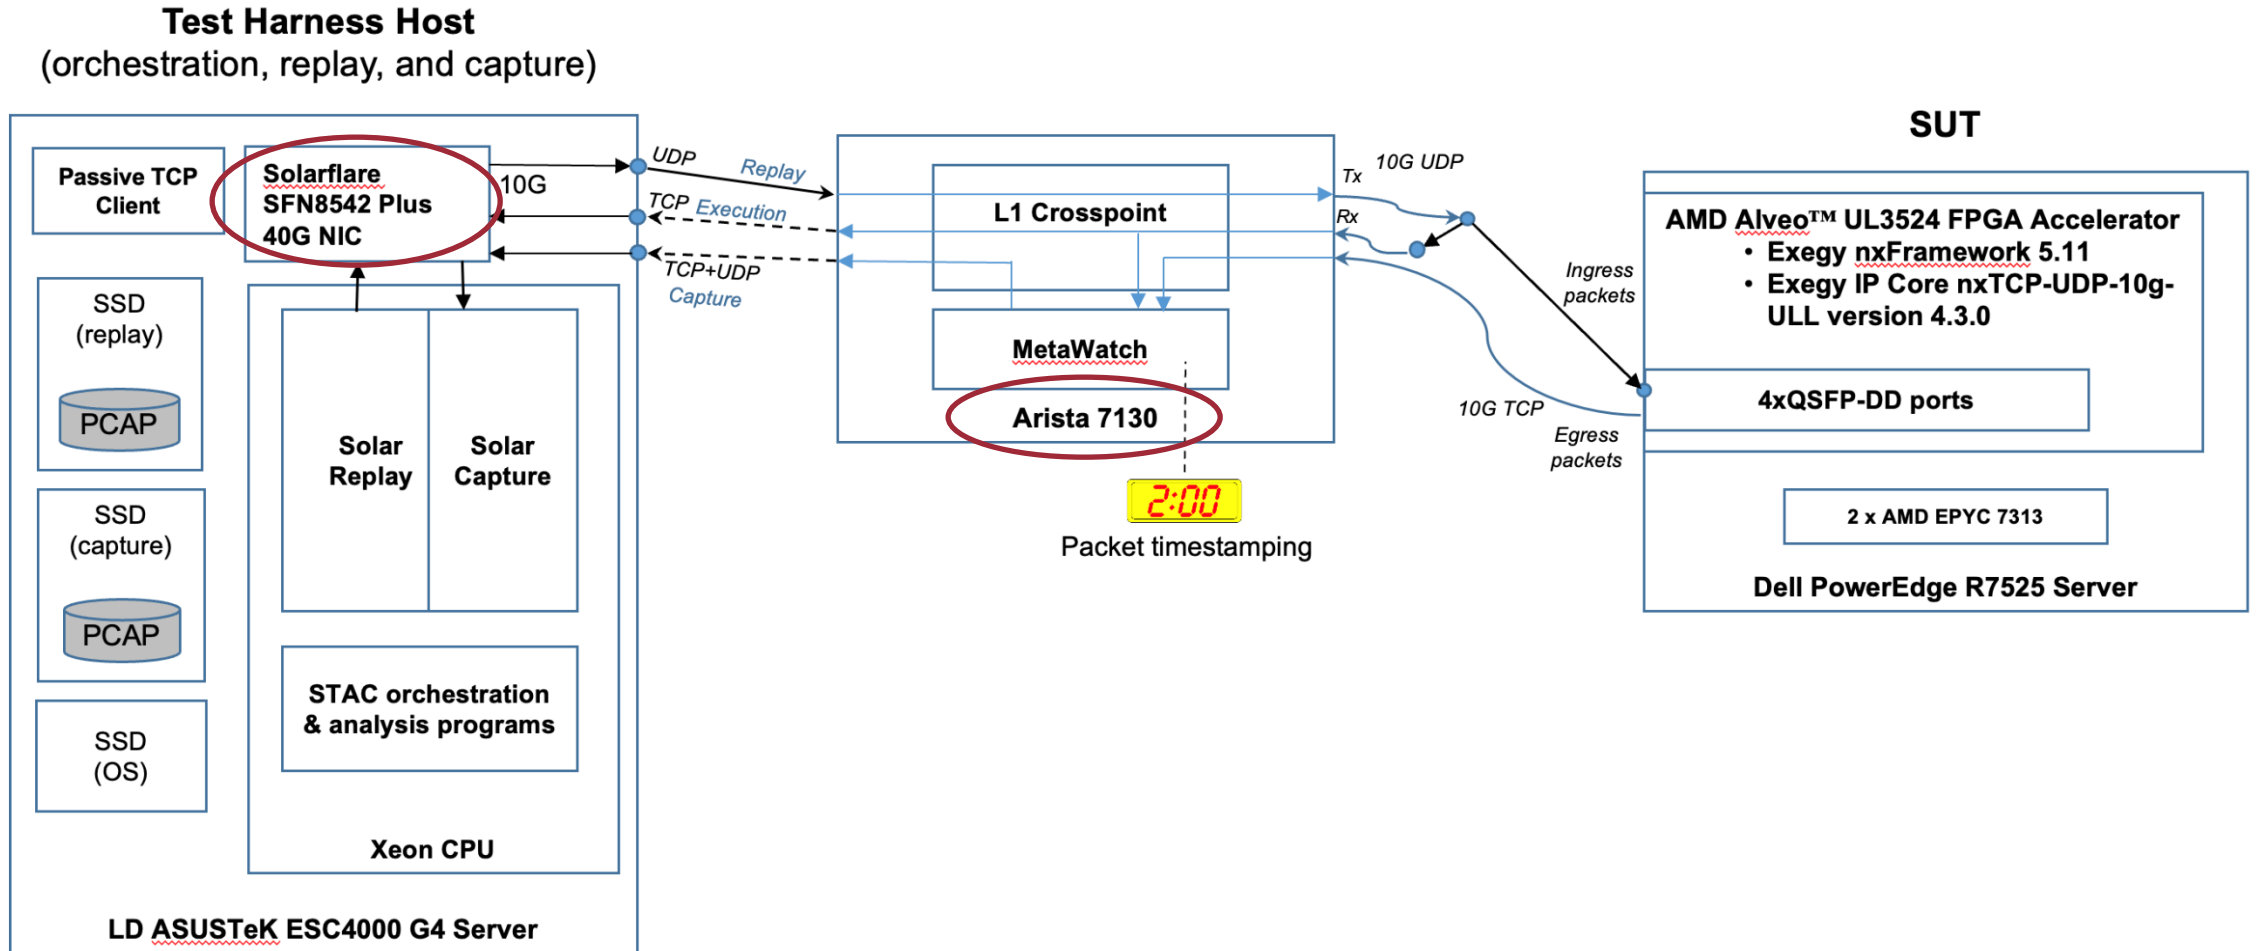 Test Harness Host
(orchestration, replay, and capture)
Passive TCP
Client
Solarflare
SFN8542 Plus
40G NIC
10G
SSD
(replay)
PCAP
SSD
(capture)
PCAP
SSD
(OS)
Solar
Replay
Solar
Capture
STAC orchestration
& analysis programs
Xeon CPU
LD ASUSTeK ESC4000 G4 Server
UDP
Replay
TCP
Execution
TCP+UDP
Capture
L1 Crosspoint
MetaWatch
Arista 7130
2:00
Packet timestamping
Tx
10G UDP
Rx
Ingress
packets
10G TCP
Egress
packets
SUT
AMD Alveo™ UL3524 FPGA Accelerator
• Exegy nxFramework 5.11
• Exegy IP Core nxTCP-UDP-10g-
ULL version 4.3.0
4xQSFP-DD ports
2 x AMD EPYC 7313
Dell PowerEdge R7525 Server